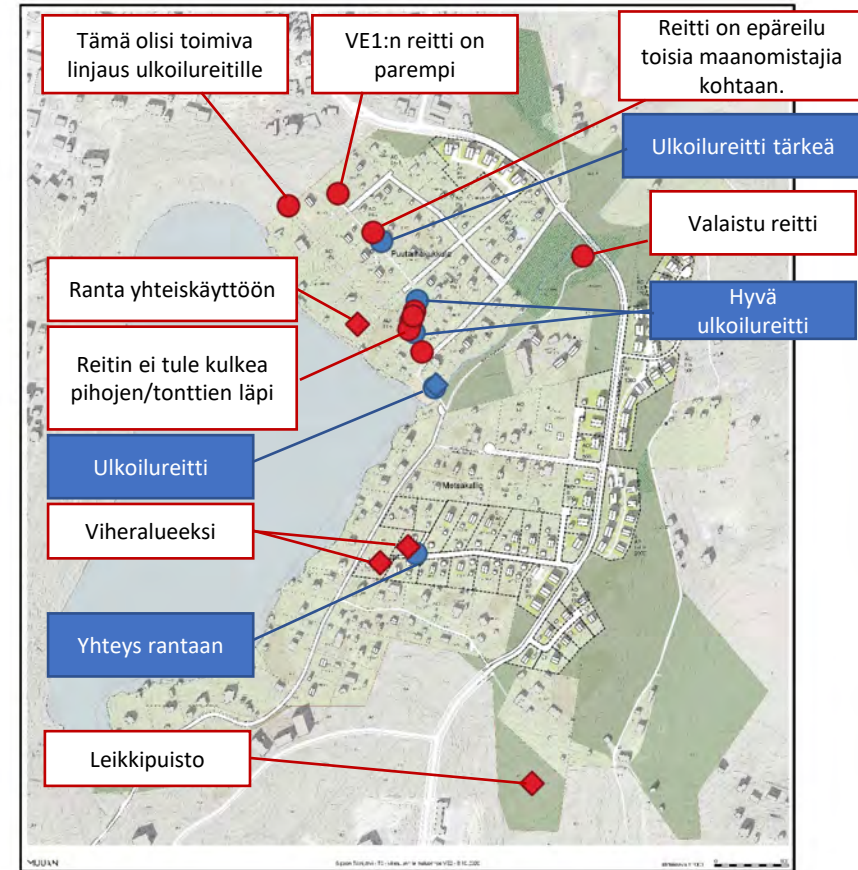 Tämä olisi toimiva
linjaus ulkoilureitille
VE1:n reitti on
parempi
Reitti on epäreilu
toisia maanomistajia
kohtaan.
Ulkoilureitti tärkeä
Valaistu reitti
Ranta yhteiskäyttöön
Hyvä
ulkoilureitti
Reitin ei tule kulkea
pihojen/tonttien läpi
Ulkoilureitti
Metsäkallio
Viheralueeksi
Yhteys rantaan
Leikkipuisto